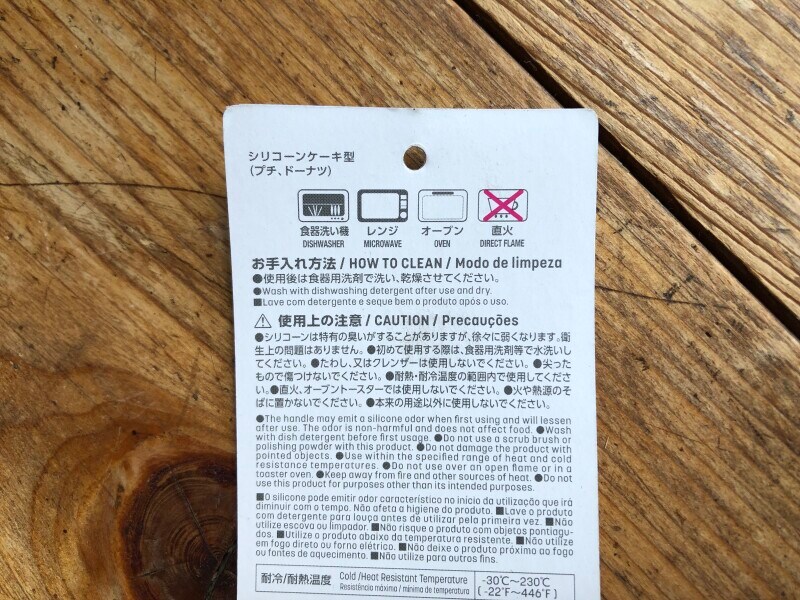 シリコーンケーキ型
(プチ、ドーナツ)
食器洗い機 レンジ オーブン 直火
DISHWASHER MICROWAVE OVEN DIRECT FLAME
お手入れ方法 / HOW TO CLEAN / Modo de limpeza
●使用後は食器用洗剤で洗い、乾燥させてください。
●Wash with dishwashing detergent after use and dry.
■Lave com detergente e seque bem o produto após o uso.
⚠ 使用上の注意 / CAUTION / Precauções
●シリコーンは特有の臭いがすることがありますが、徐々に弱くなります。衛
生上の問題はありません。●初めて使用する際は、食器用洗剤等で水洗いし
てください。●たわし、又はクレンザーは使用しないでください。●尖った
もので傷つけないでください。●耐熱・耐冷温度の範囲内で使用してくださ
い。●直火、オーブントースターでは使用しないでください。●火や熱源のそ
ばに置かないでください。●本来の用途以外に使用しないでください。
●The handle may emit a silicone odor when first using and will lessen
after use. The odor is non-harmful and does not affect food. ●Wash
with dish detergent before first usage. ●Do not use a scrub brush or
polishing powder with this product. ●Do not damage the product with
pointed objects. ●Use within the specified range of heat and cold
resistance temperatures. ●Do not use over an open flame or in a
toaster oven. ●Keep away from fire and other sources of heat. ●Do not
use this product for purposes other than its intended purposes.
■O silicone pode emitir odor característico no início da utilização que irá
diminuir com o tempo. Não afeta a higiene do produto. ■Lave o produto
com detergente para louça antes de utilizar pela primeira vez. ■Não
utilize escova ou limpador. ■Não risque o produto com objetos pontiagu-
dos. ■Utilize o produto abaixo da temperatura resistente. ■Não utilize
em fogo direto ou forno elétrico. ■Não deixe o produto próximo ao fogo
ou fontes de aquecimento. ■Não utilize para outros fins.
耐冷/耐熱温度 Cold /Heat Resistant Temperature -30℃~230℃
Resistência máxima / mínima de temperatura (-22°F~446°F)